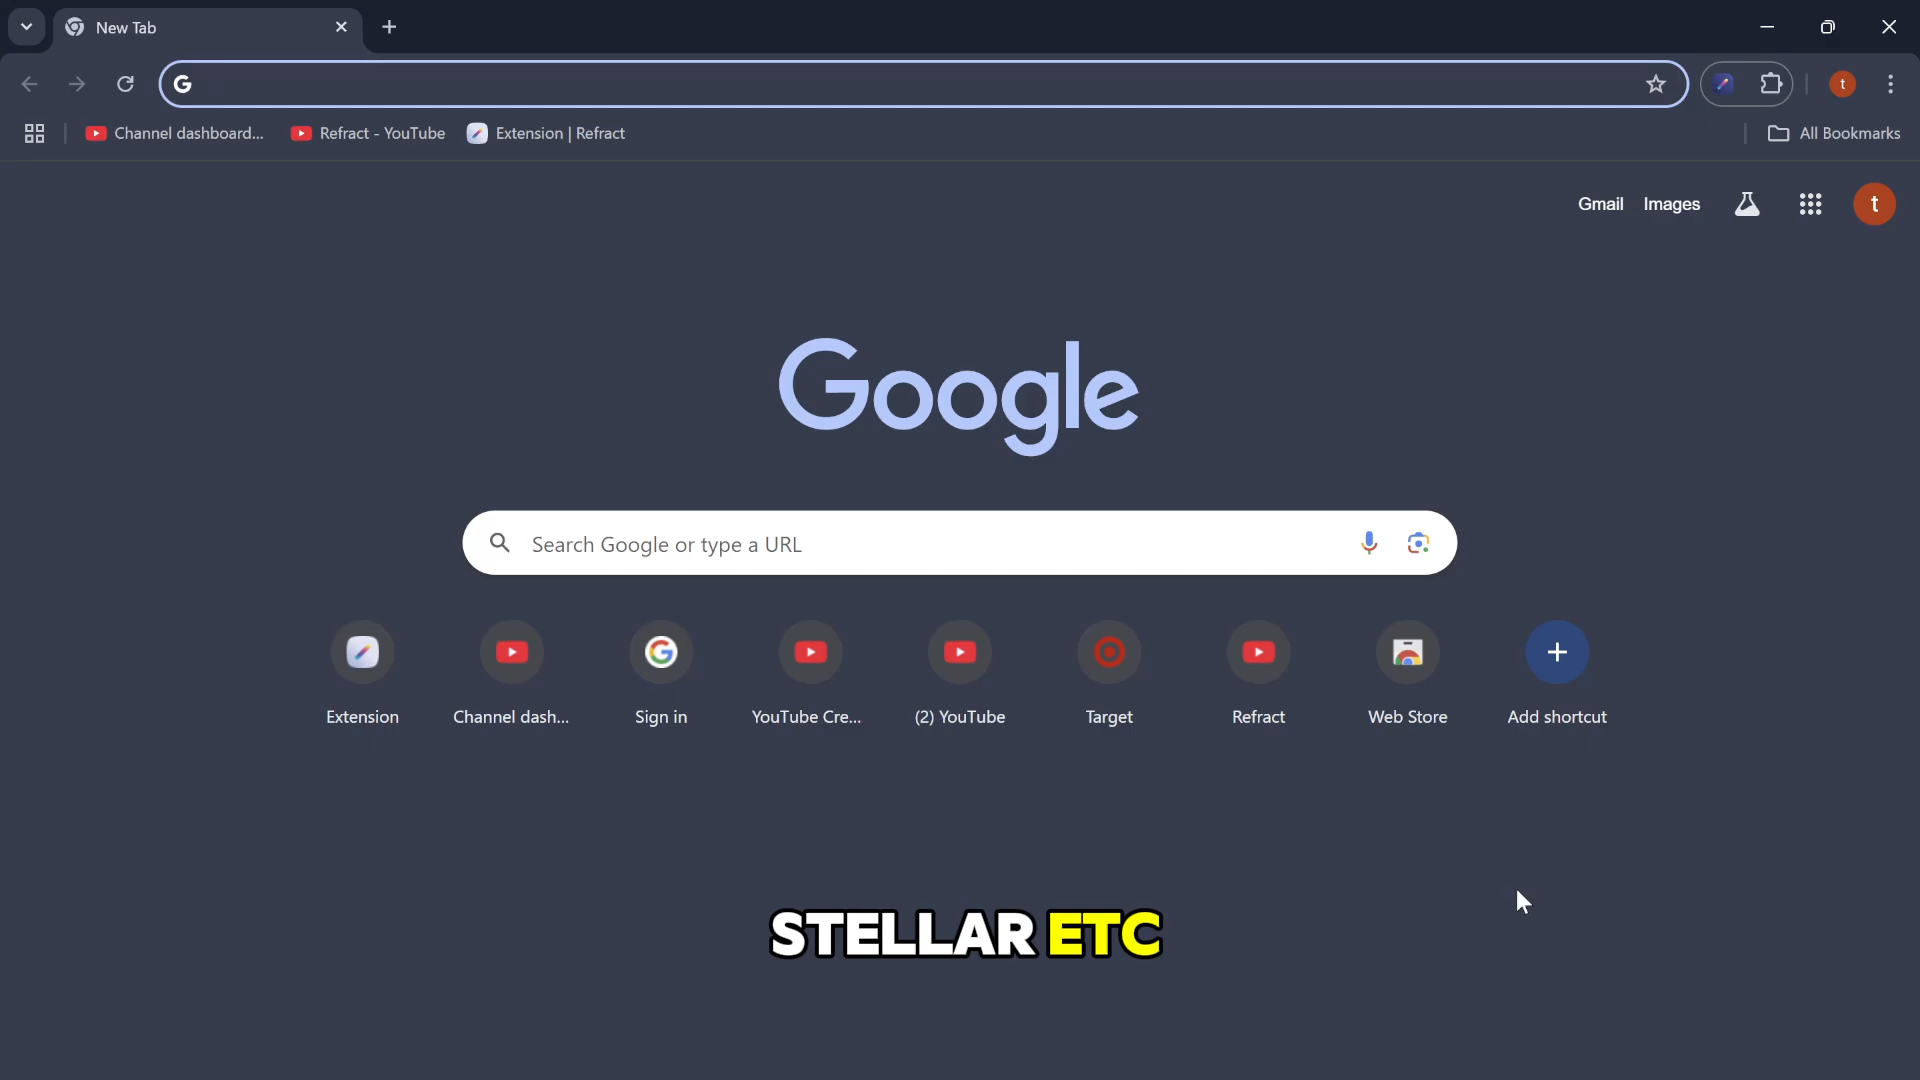 New Tab
Channel dashboard...
Refract - YouTube
Extension | Refract
All Bookmarks
t
Gmail
Images
t
Google
Search Google or type a URL
Extension
Channel dash...
Sign in
YouTube Cre...
(2) YouTube
Target
Refract
Web Store
Add shortcut
STELLAR ETC